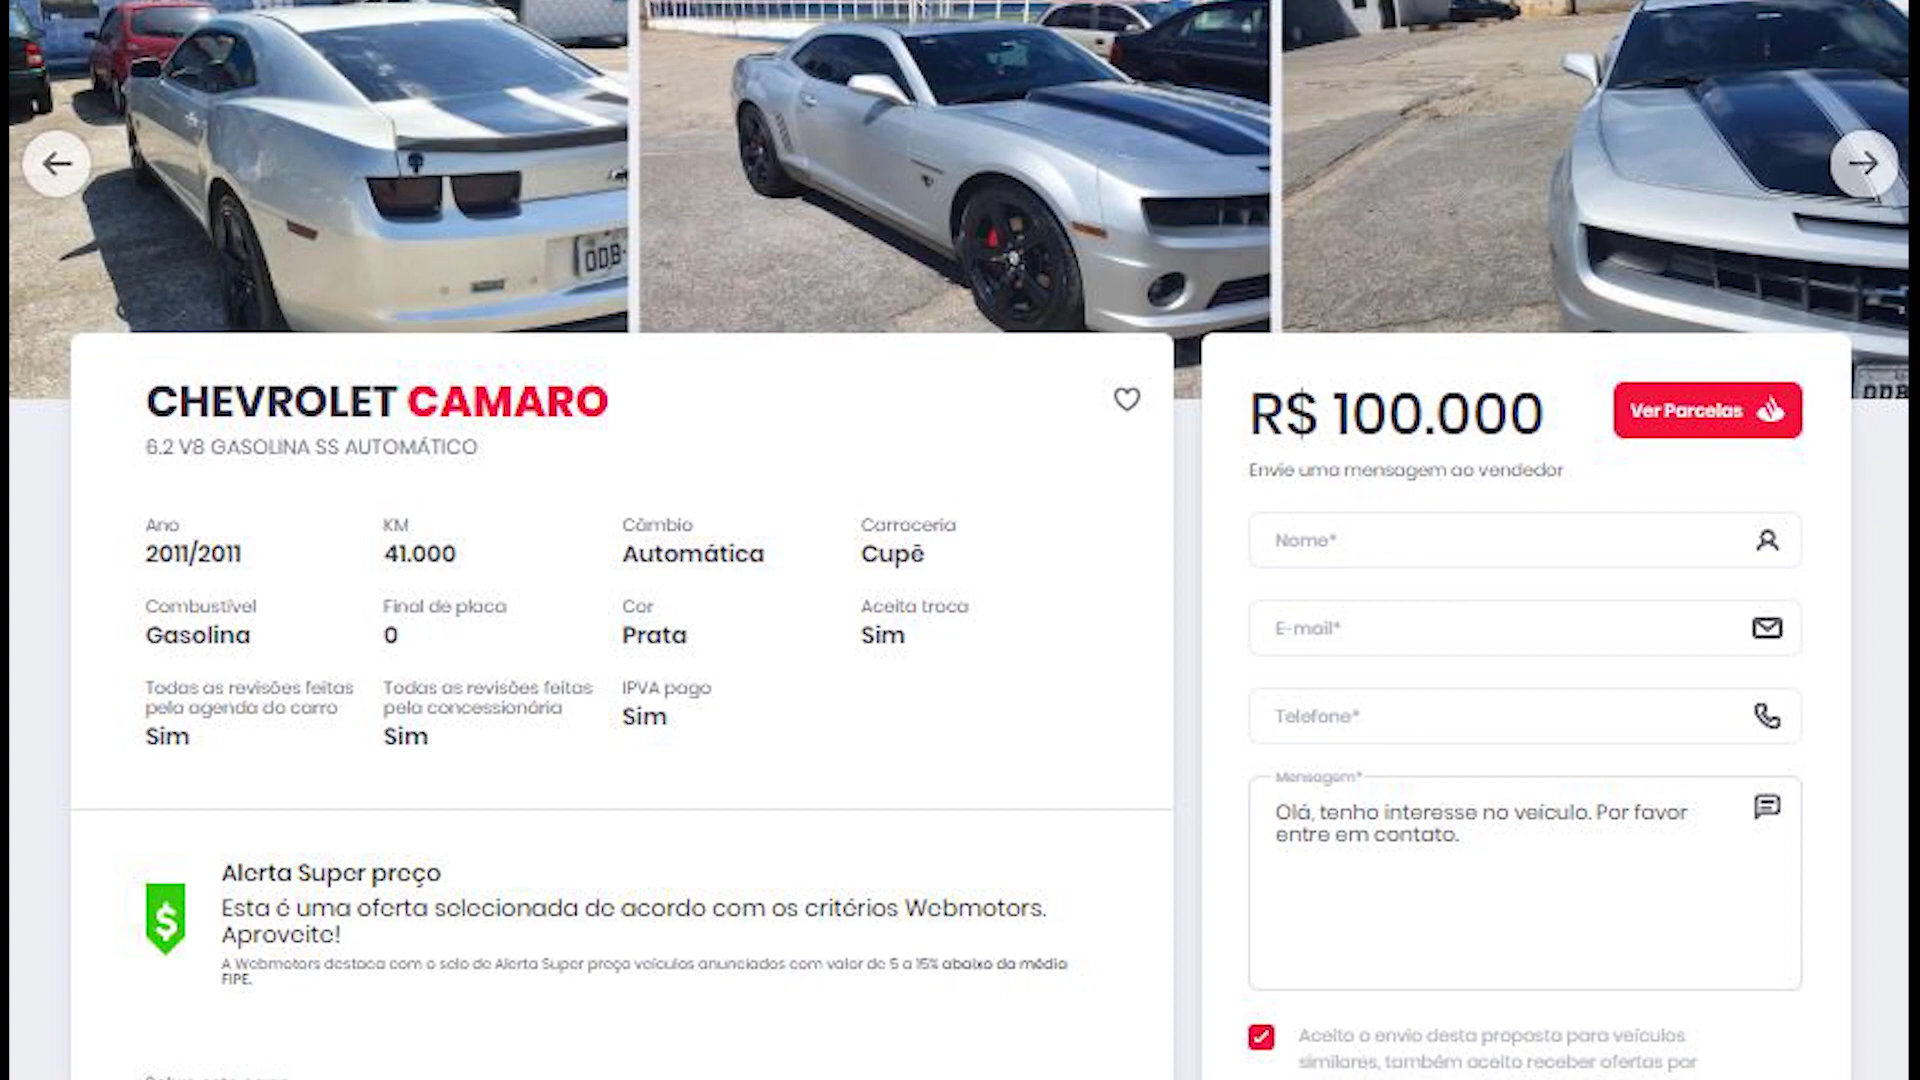 ODB-
CHEVROLET CAMARO
6.2 V8 GASOLINA SS AUTOMÁTICO
Ano
2011/2011
KM
41.000
Câmbio
Automática
Carroceria
Cupê
Combustível
Gasolina
Final de placa
0
Cor
Prata
Aceita troca
Sim
Todas as revisões feitas
pela agenda do carro
Sim
Todas as revisões feitas
pela concessionária
Sim
IPVA pago
Sim
Alerta Super preço
Esta é uma oferta selecionada de acordo com os critérios Webmotors.
Aproveite!
A Webmotors destaca com o selo de Alerta Super preço veículos anunciados com valor de 5 a 15% abaixo da média
FIPE.
R$ 100.000
Ver Parcelas
Envie uma mensagem ao vendedor
Nome*
E-mail*
Telefone*
Mensagem*
Olá, tenho interesse no veículo. Por favor
entre em contato.
Aceito o envio desta proposta para veículos
similares, também aceito receber ofertas por